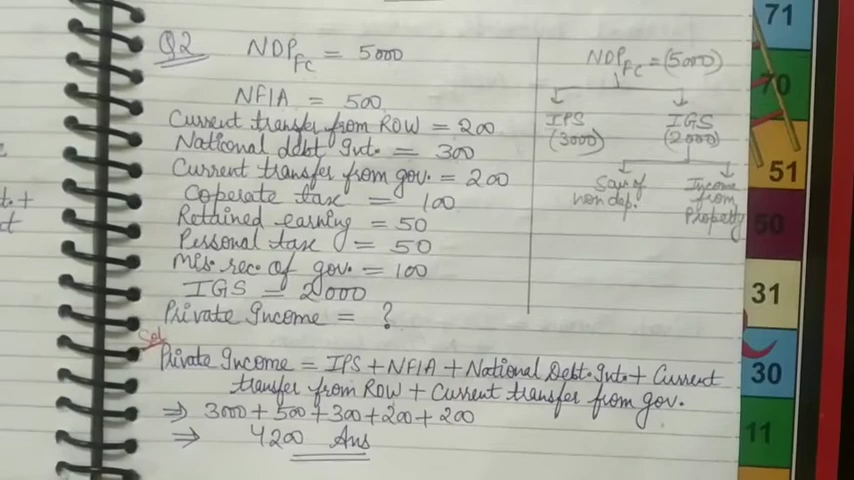 Q2 NDPFC = 5000
NFIA = 500
Current transfer from ROW = 200
National debt Int. = 300
Current transfer from gov. = 200
Coperate tax = 100
Retained earning = 50
Personal tax = 50
Mis. rec. of gov. = 100
IGS = 2000
Private Income = ?
NDPFC = (5000)
IPS IGS
(3000) (2000)
Sav. of Income
non dep. from
Property
Sol.
Private Income = IPS + NFIA + National Debt. Int. + Current
transfer from ROW + Current transfer from gov.
⇒ 3000 + 500 + 300 + 200 + 200
⇒ 4200 Ans
t. +
t
71
70
51
50
31
30
11